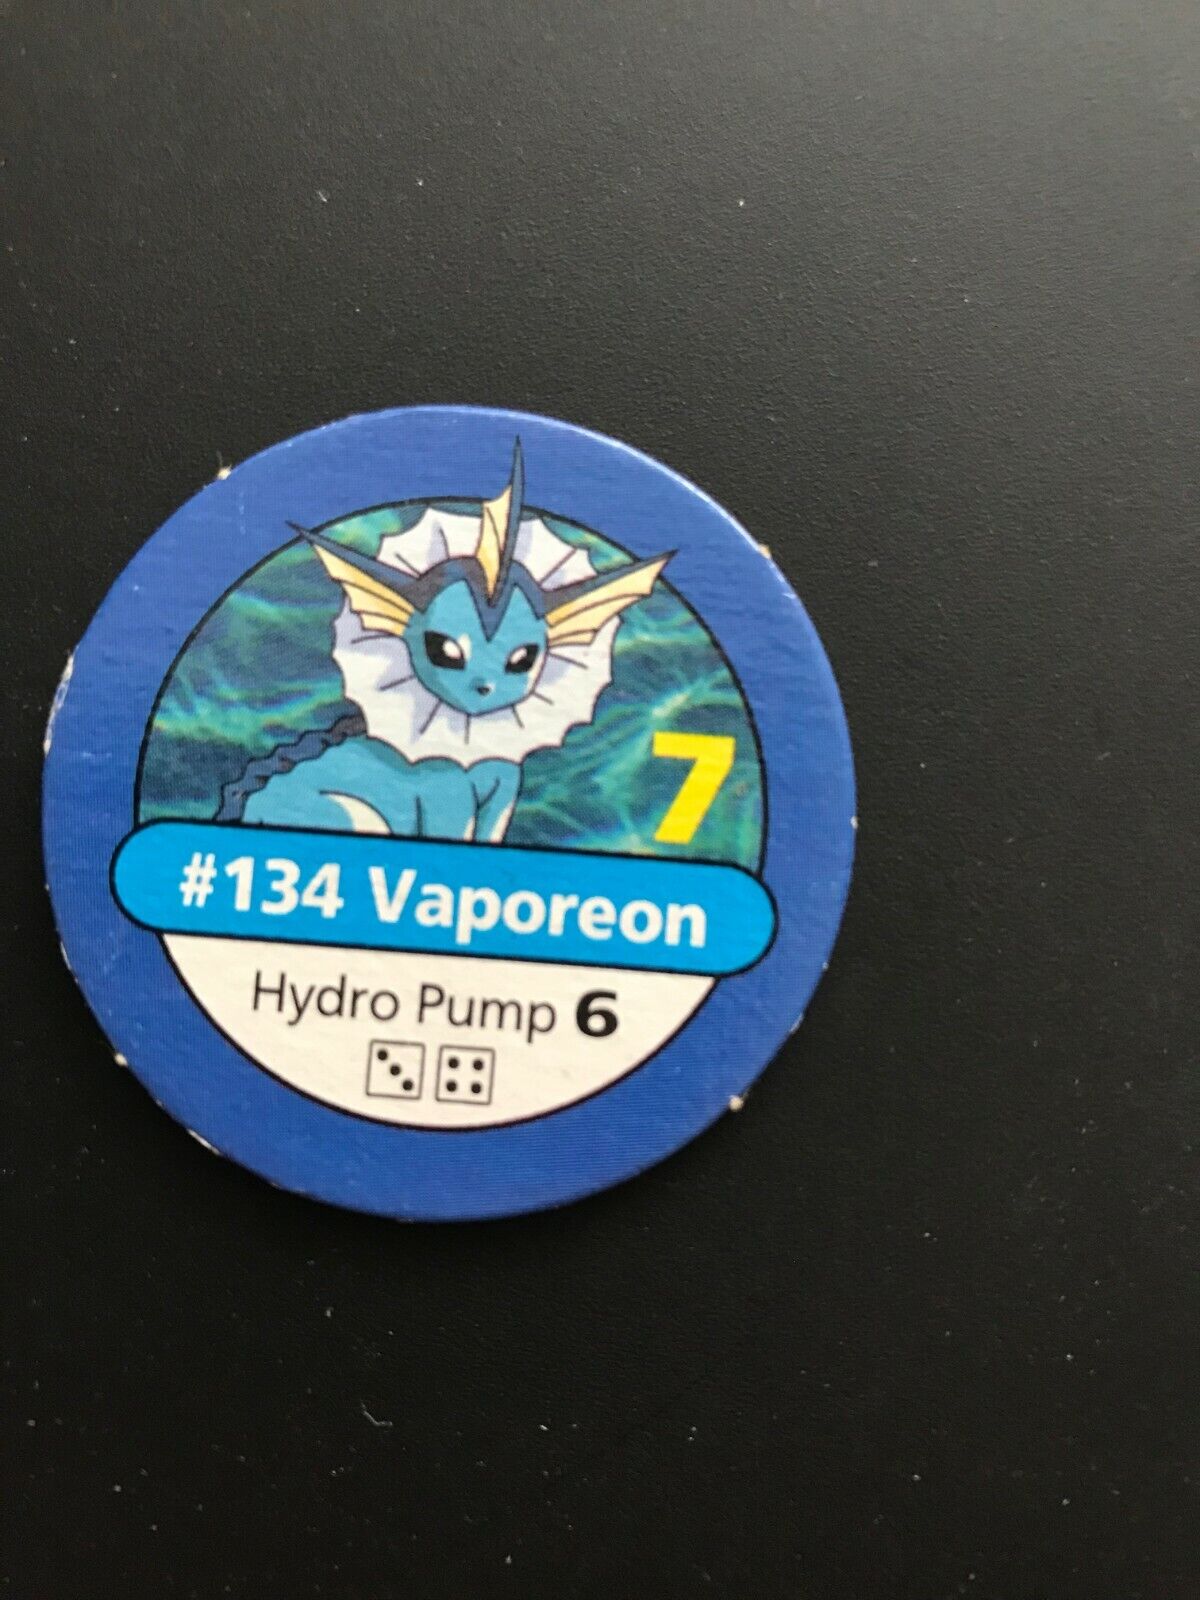 7
#134 Vaporeon
Hydro Pump 6